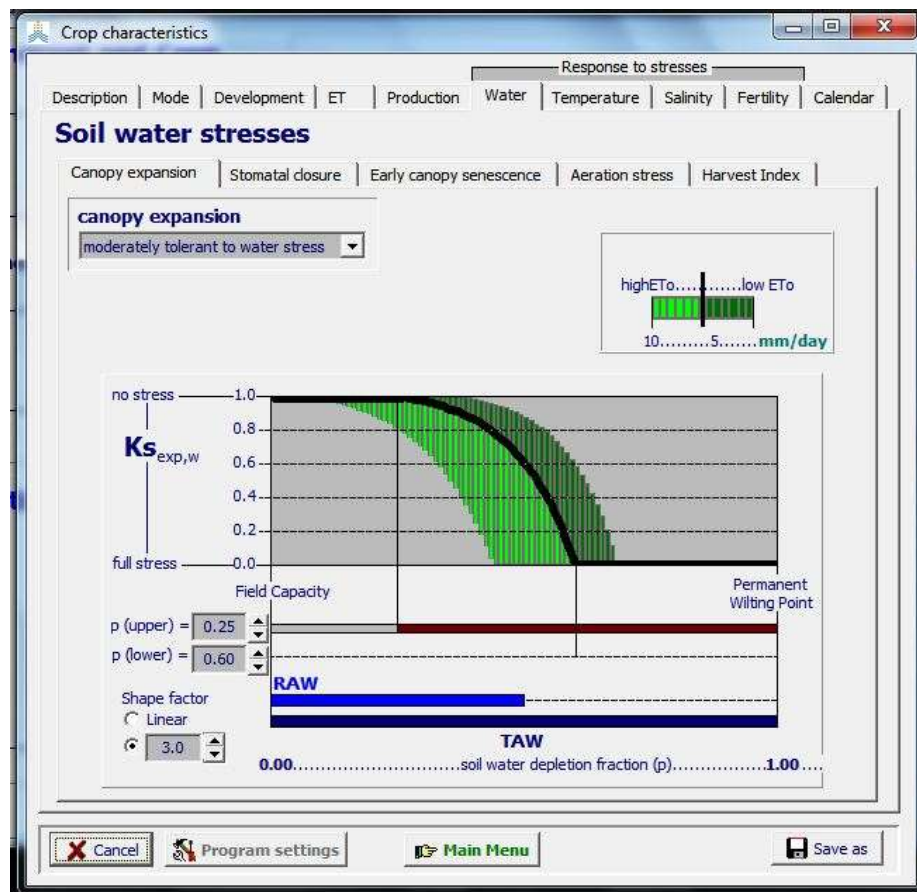 Crop characteristics
Response to stresses
Description Mode Development ET Production Water Temperature Salinity Fertility Calendar
Soil water stresses
Canopy expansion Stomatal closure Early canopy senescence Aeration stress Harvest Index
canopy expansion
moderately tolerant to water stress
highETo...........low ETo
10.........5.......mm/day
no stress 1.0
0.8
Ksexp,w
0.6
0.4
0.2
full stress 0.0
Field Capacity
Permanent
Wilting Point
p (upper) = 0.25
p (lower) = 0.60
RAW
Shape factor
Linear
3.0
TAW
0.00...............................soil water depletion fraction (p).................1.00....
Cancel Program settings Main Menu Save as